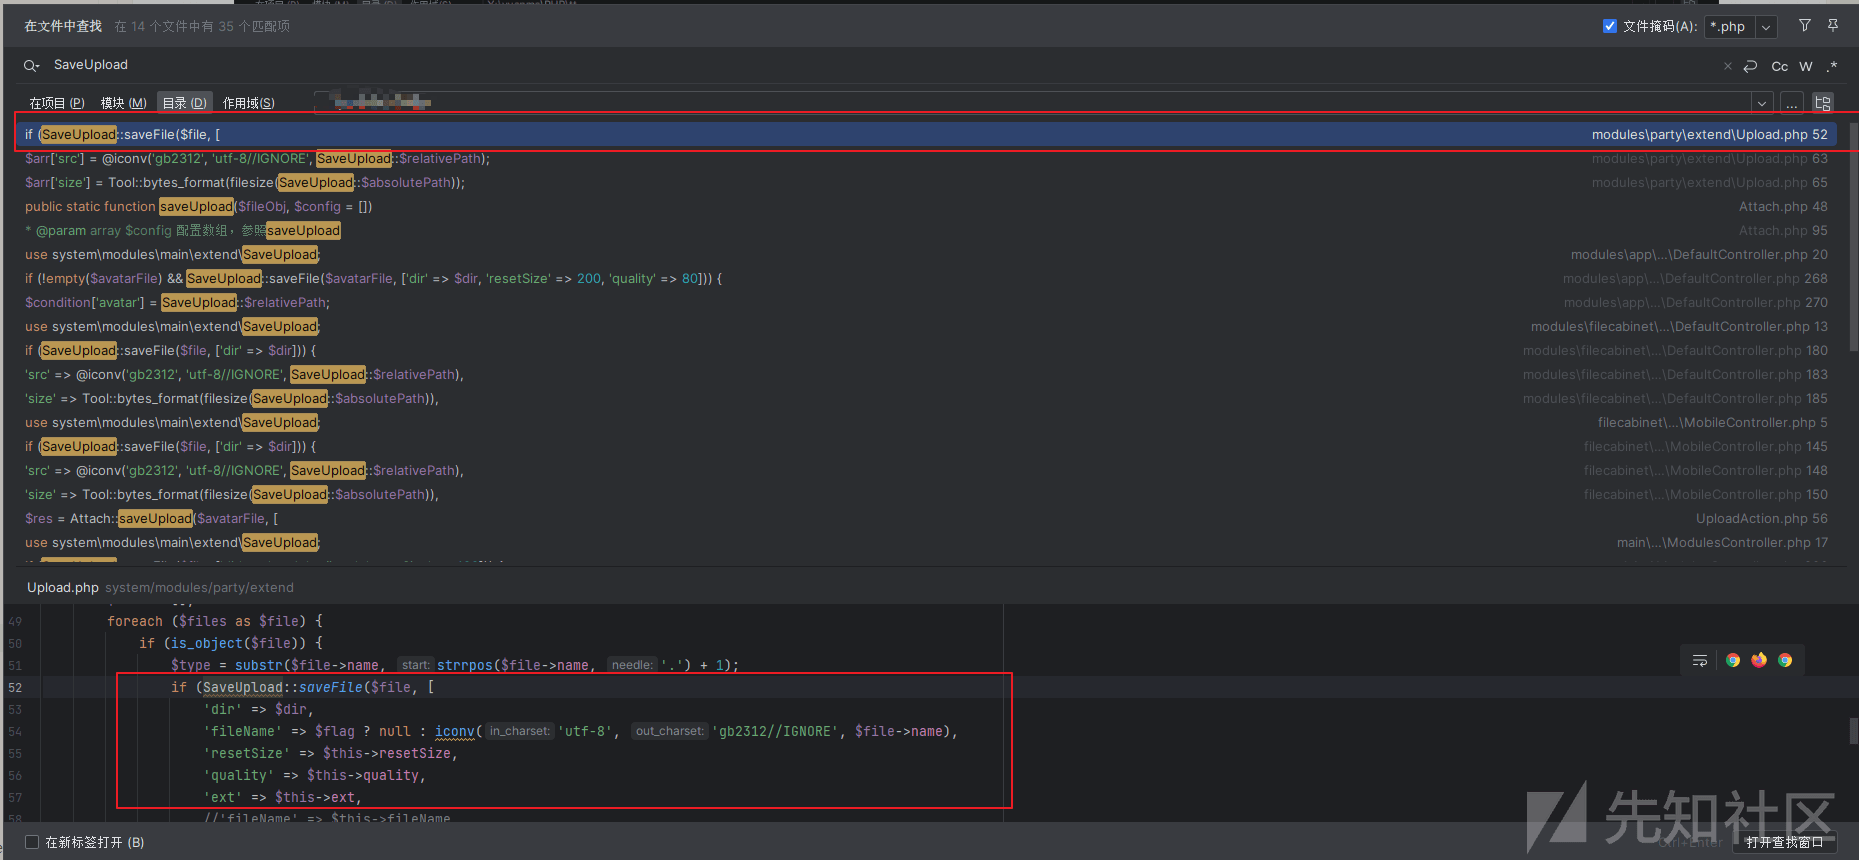 在文件中查找 在 14 个文件中有 35 个匹配项 文件掩码(A): *.php
SaveUpload × Cc W .*
在项目 (P) 模块 (M) 目录 (D) 作用域(S) ...
if (SaveUpload::saveFile($file, [ modules\party\extend\Upload.php 52
$arr['src'] = @iconv('gb2312', 'utf-8//IGNORE', SaveUpload::$relativePath); modules\party\extend\Upload.php 63
$arr['size'] = Tool::bytes_format(filesize(SaveUpload::$absolutePath)); modules\party\extend\Upload.php 65
public static function saveUpload($fileObj, $config = []) Attach.php 48
* @param array $config 配置数组，参照saveUpload Attach.php 95
use system\modules\main\extend\SaveUpload; modules\app\...\DefaultController.php 20
if (!empty($avatarFile) && SaveUpload::saveFile($avatarFile, ['dir' => $dir, 'resetSize' => 200, 'quality' => 80])) { modules\app\...\DefaultController.php 268
$condition['avatar'] = SaveUpload::$relativePath; modules\app\...\DefaultController.php 270
use system\modules\main\extend\SaveUpload; modules\filecabinet\...\DefaultController.php 13
if (SaveUpload::saveFile($file, ['dir' => $dir])) { modules\filecabinet\...\DefaultController.php 180
'src' => @iconv('gb2312', 'utf-8//IGNORE', SaveUpload::$relativePath), modules\filecabinet\...\DefaultController.php 183
'size' => Tool::bytes_format(filesize(SaveUpload::$absolutePath)), modules\filecabinet\...\DefaultController.php 185
use system\modules\main\extend\SaveUpload; filecabinet\...\MobileController.php 5
if (SaveUpload::saveFile($file, ['dir' => $dir])) { filecabinet\...\MobileController.php 145
'src' => @iconv('gb2312', 'utf-8//IGNORE', SaveUpload::$relativePath), filecabinet\...\MobileController.php 148
'size' => Tool::bytes_format(filesize(SaveUpload::$absolutePath)), filecabinet\...\MobileController.php 150
$res = Attach::saveUpload($avatarFile, [ UploadAction.php 56
use system\modules\main\extend\SaveUpload; main\...\ModulesController.php 17
Upload.php system/modules/party/extend
49 foreach ($files as $file) {
50 if (is_object($file)) {
51 $type = substr($file->name, start: strrpos($file->name, needle: '.') + 1);
52 if (SaveUpload::saveFile($file, [
53 'dir' => $dir,
54 'fileName' => $flag ? null : iconv( in_charset: 'utf-8', out_charset: 'gb2312//IGNORE', $file->name),
55 'resetSize' => $this->resetSize,
56 'quality' => $this->quality,
57 'ext' => $this->ext,
58 //'fileName' => $this->fileName
先知社区
在新标签打开 (B) Ctrl+Enter 打开查找窗口